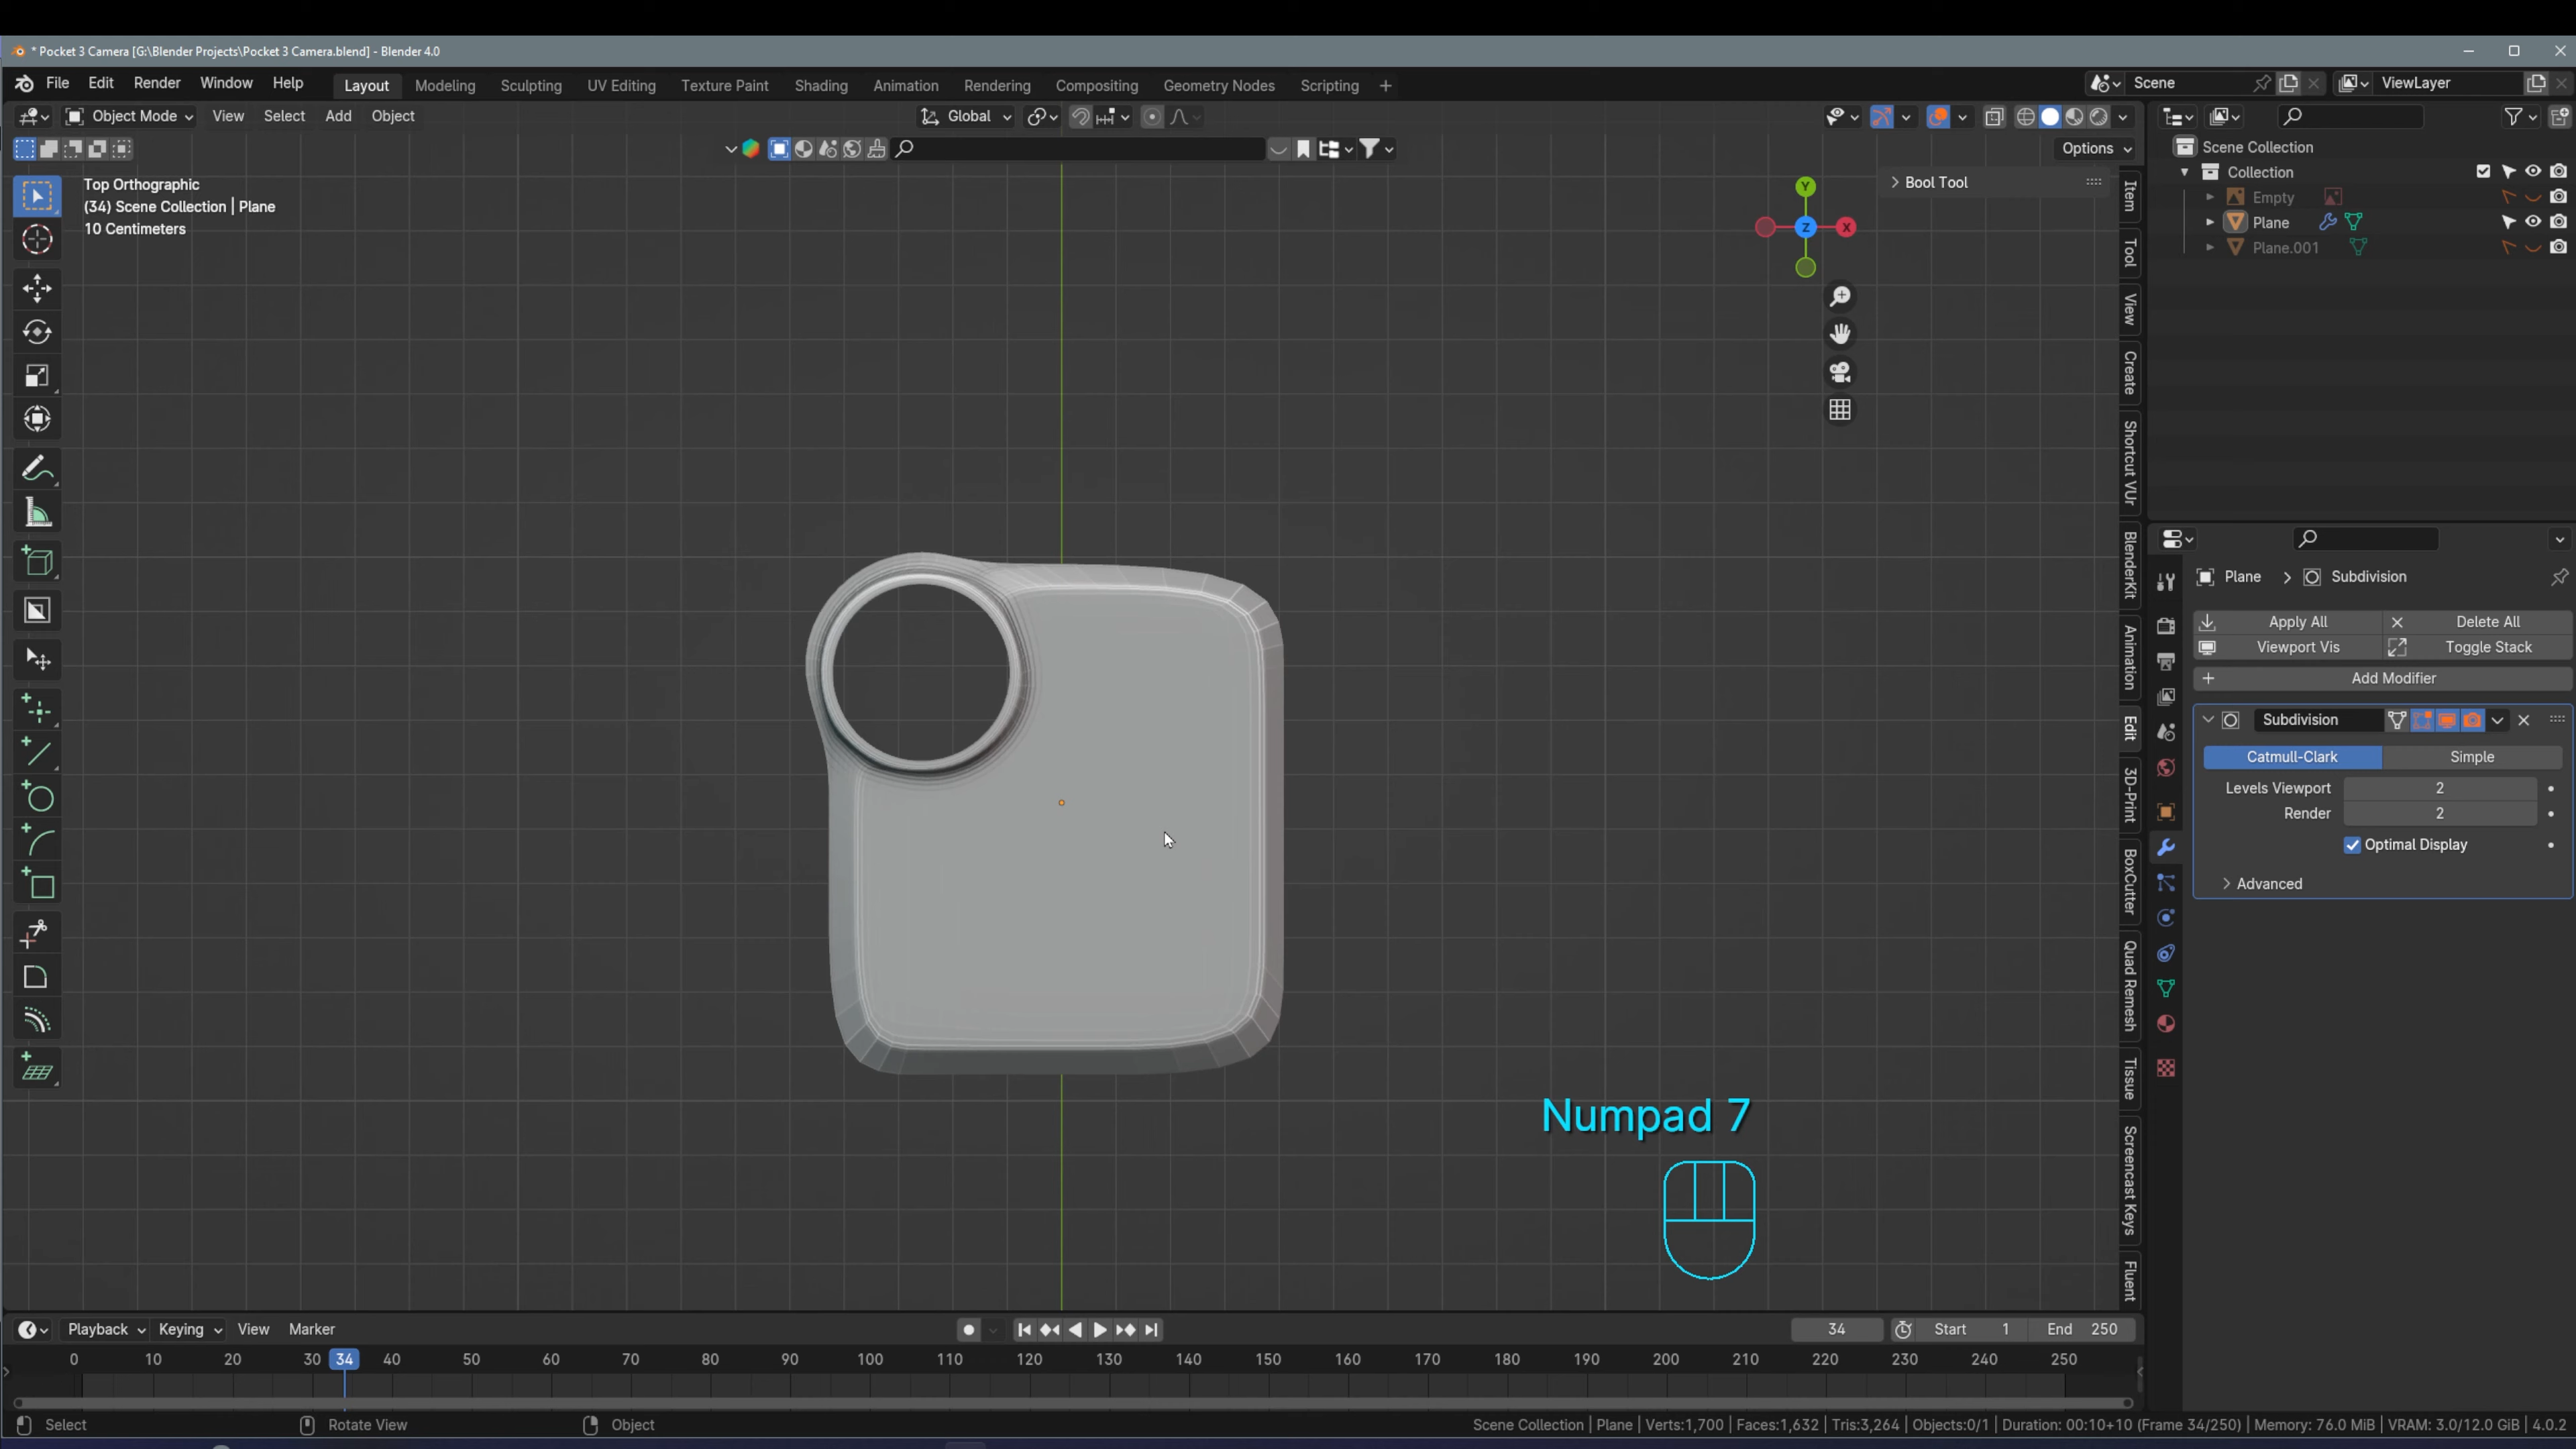 * Pocket 3 Camera [G:\Blender Projects\Pocket 3 Camera.blend] - Blender 4.0
File Edit Render Window Help Layout Modeling Sculpting UV Editing Texture Paint Shading Animation Rendering Compositing Geometry Nodes Scripting + Scene ViewLayer
Object Mode View Select Add Object Global
Options
Top Orthographic
(34) Scene Collection | Plane
10 Centimeters
Bool Tool
Y
X
Z
Item
Tool
View
Create
Shortcut VUr
BlenderKit
Animation
Edit
3D-Print
BoxCutter
Quad Remesh
Tissue
Screencast Keys
Fluent
Scene Collection
Collection
Empty
Plane
Plane.001
Plane > Subdivision
Apply All Delete All
Viewport Vis Toggle Stack
Add Modifier
Subdivision
Catmull-Clark Simple
Levels Viewport 2
Render 2
Optimal Display
Advanced
Numpad 7
Playback Keying View Marker 34 Start 1 End 250
0 10 20 30 34 40 50 60 70 80 90 100 110 120 130 140 150 160 170 180 190 200 210 220 230 240 250
Select Rotate View Object Scene Collection | Plane | Verts:1,700 | Faces:1,632 | Tris:3,264 | Objects:0/1 | Duration: 00:10+10 (Frame 34/250) | Memory: 76.0 MiB | VRAM: 3.0/12.0 GiB | 4.0.2